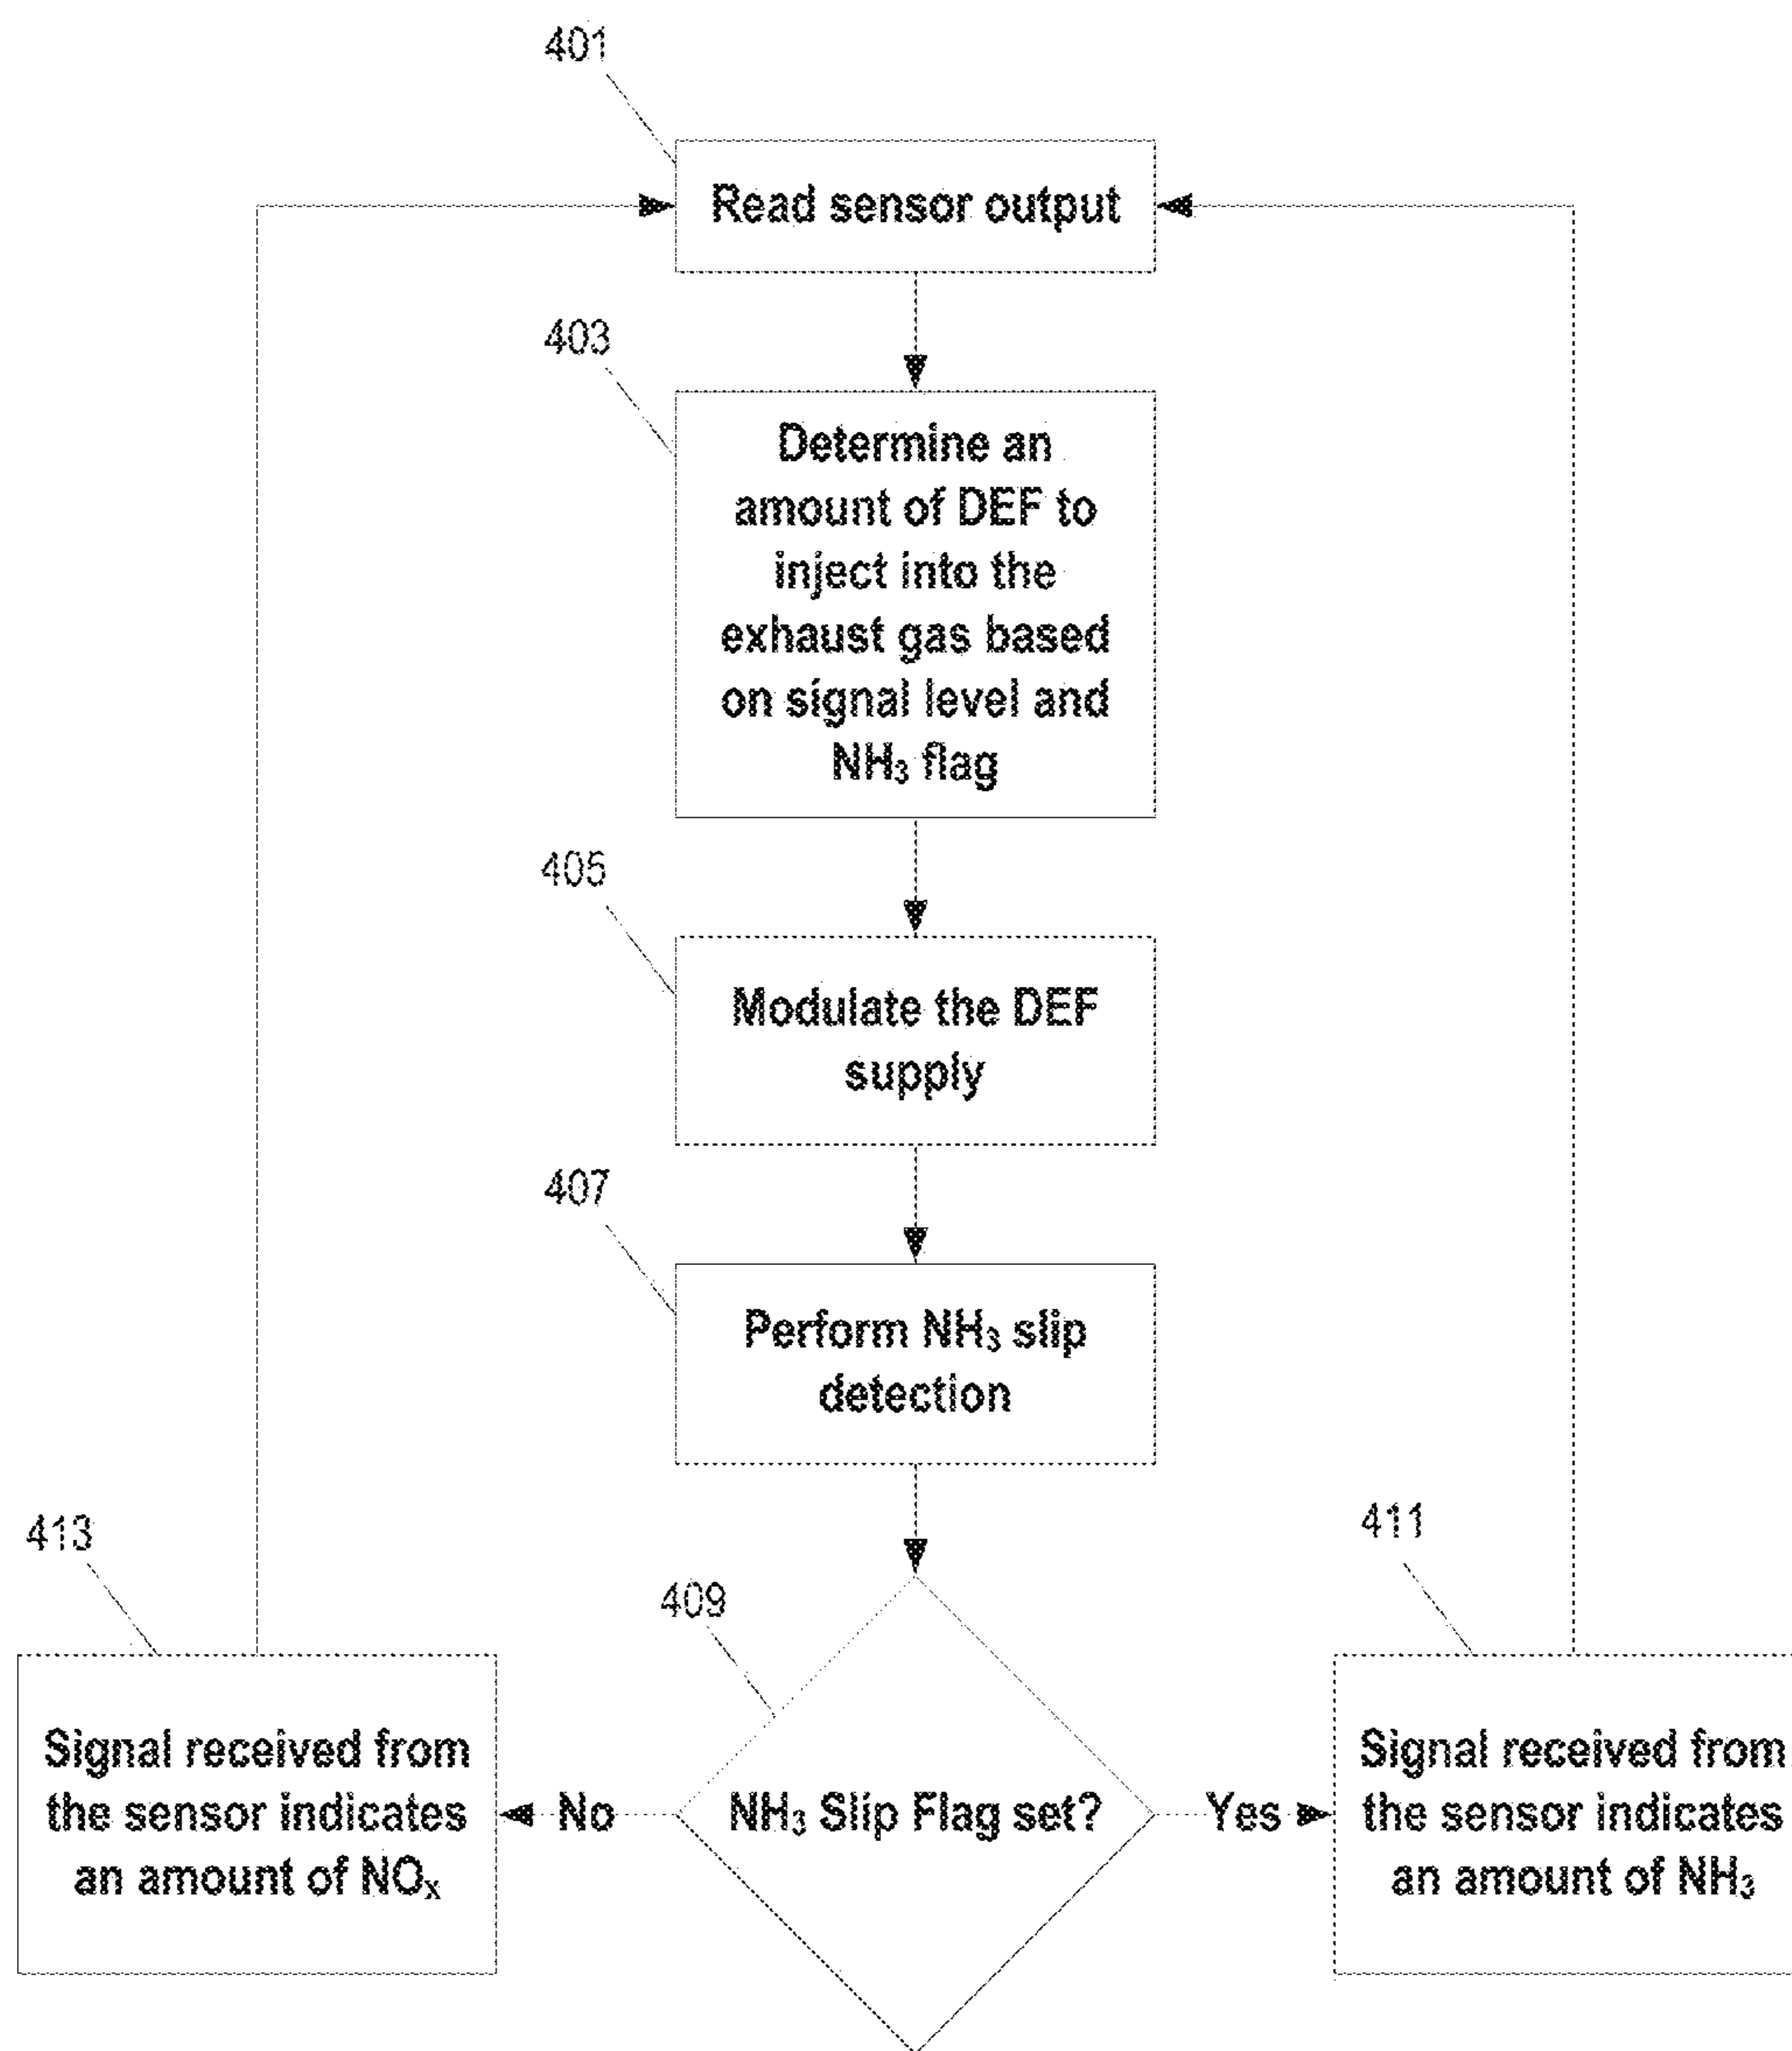 401
Read sensor output
403
Determine an
amount of DEF to
inject into the
exhaust gas based
on signal level and
NH₃ flag
405
Modulate the DEF
supply
407
Perform NH₃ slip
detection
409
NH₃ Slip Flag set?
No
Yes
413
Signal received from
the sensor indicates
an amount of NOₓ
411
Signal received from
the sensor indicates
an amount of NH₃